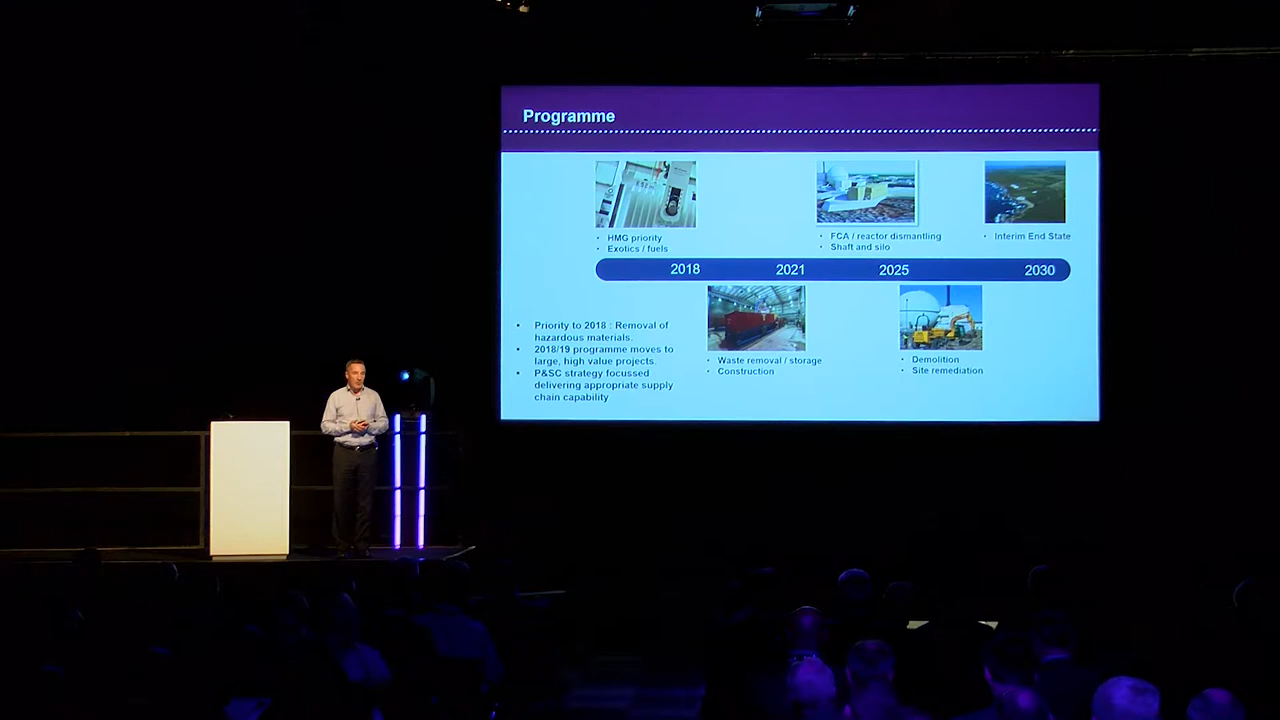 Programme
• HMG priority
• Exotics / fuels
• FCA / reactor dismantling
• Shaft and silo
• Interim End State
2018 2021 2025 2030
• Waste removal / storage
• Construction
• Demolition
• Site remediation
• Priority to 2018 : Removal of
hazardous materials.
• 2018/19 programme moves to
large, high value projects.
• P&SC strategy focussed
delivering appropriate supply
chain capability